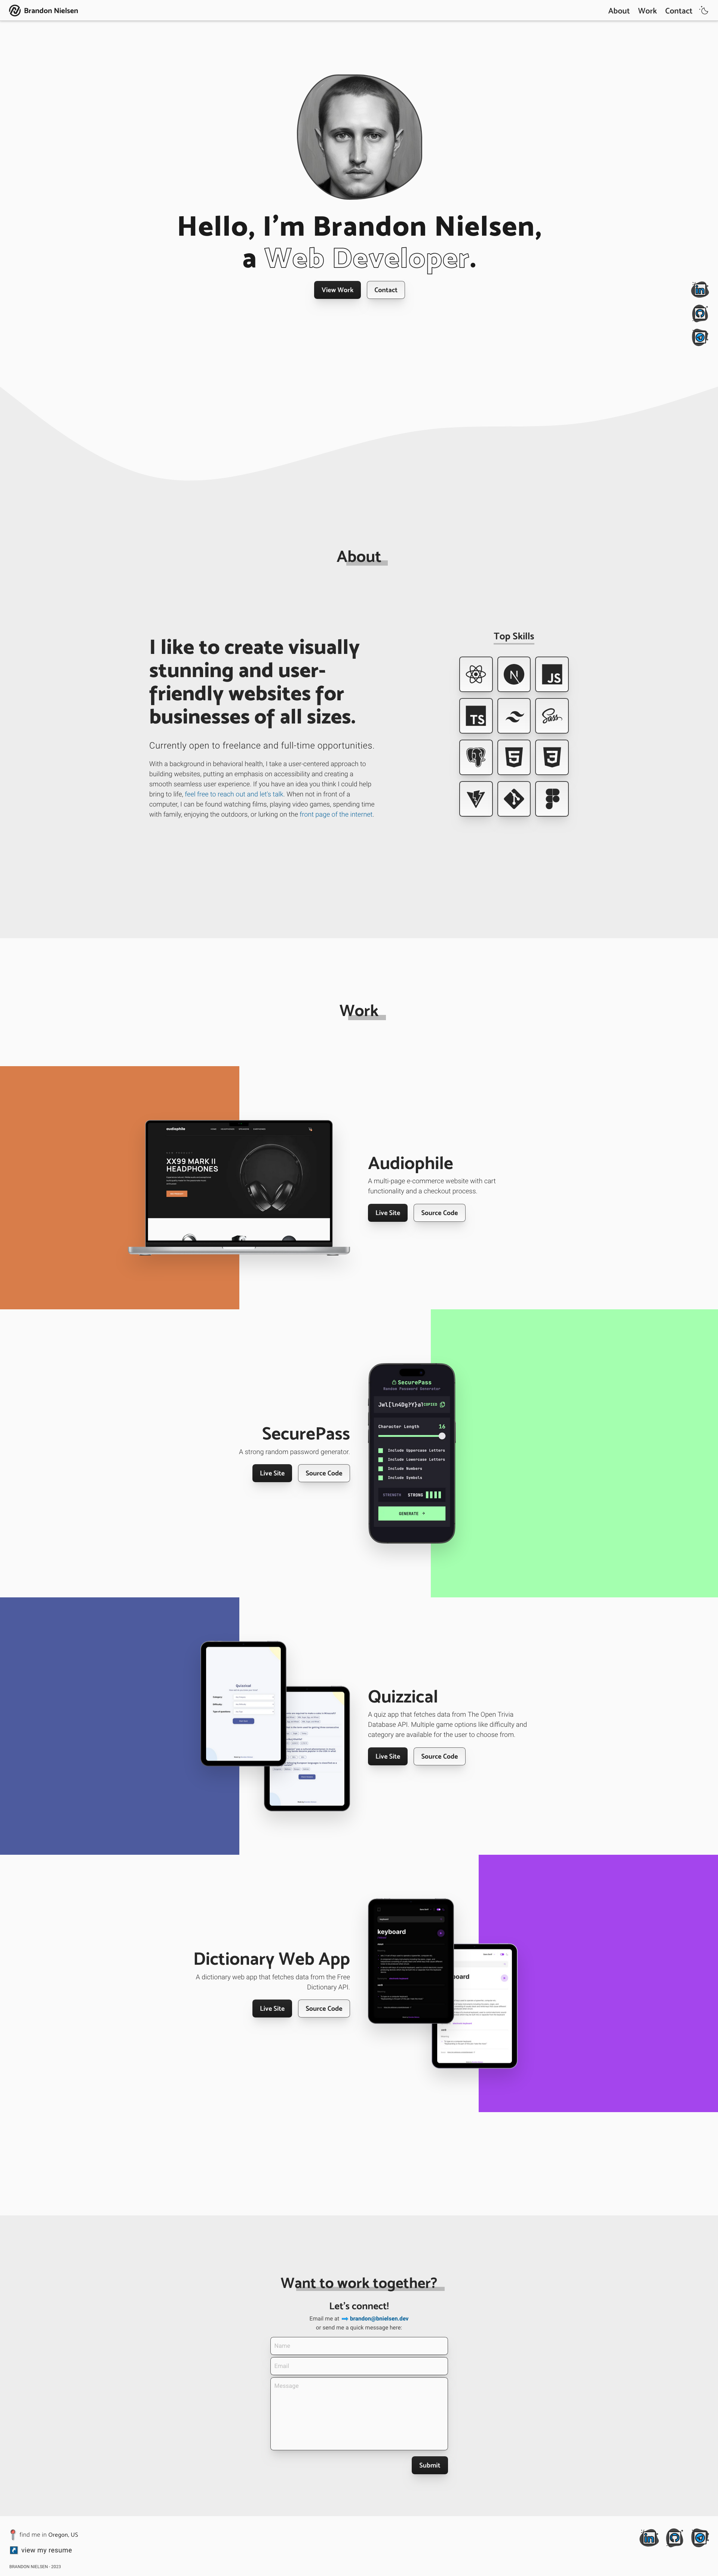 Brandon Nielsen
About Work Contact
Hello, I'm Brandon Nielsen,
a Web Developer.
View Work Contact
About
I like to create visually
stunning and user-
friendly websites for
businesses of all sizes.
Currently open to freelance and full-time opportunities.
With a background in behavioral health, I take a user-centered approach to
building websites, putting an emphasis on accessibility and creating a
smooth seamless user experience. If you have an idea you think I could help
bring to life, feel free to reach out and let's talk. When not in front of a
computer, I can be found watching films, playing video games, spending time
with family, enjoying the outdoors, or lurking on the front page of the internet.
Top Skills
N JS
TS Sass
5 3
Work
audiophile
XX99 MARK II
HEADPHONES
Audiophile
A multi-page e-commerce website with cart
functionality and a checkout process.
Live Site Source Code
SecurePass
A strong random password generator.
Live Site Source Code
SecurePass
Random Password Generator
COPIED
Character Length 16
Include Uppercase Letters
Include Lowercase Letters
Include Numbers
Include Symbols
STRENGTH STRONG
GENERATE →
Quizzical
Quizzical
A quiz app that fetches data from The Open Trivia
Database API. Multiple game options like difficulty and
category are available for the user to choose from.
Live Site Source Code
Dictionary Web App
A dictionary web app that fetches data from the Free
Dictionary API.
Live Site Source Code
keyboard
oard
Want to work together?
Let's connect!
Email me at brandon@bnielsen.dev
or send me a quick message here:
Name
Email
Message
Submit
find me in Oregon, US
view my resume
BRANDON NIELSEN - 2023
in